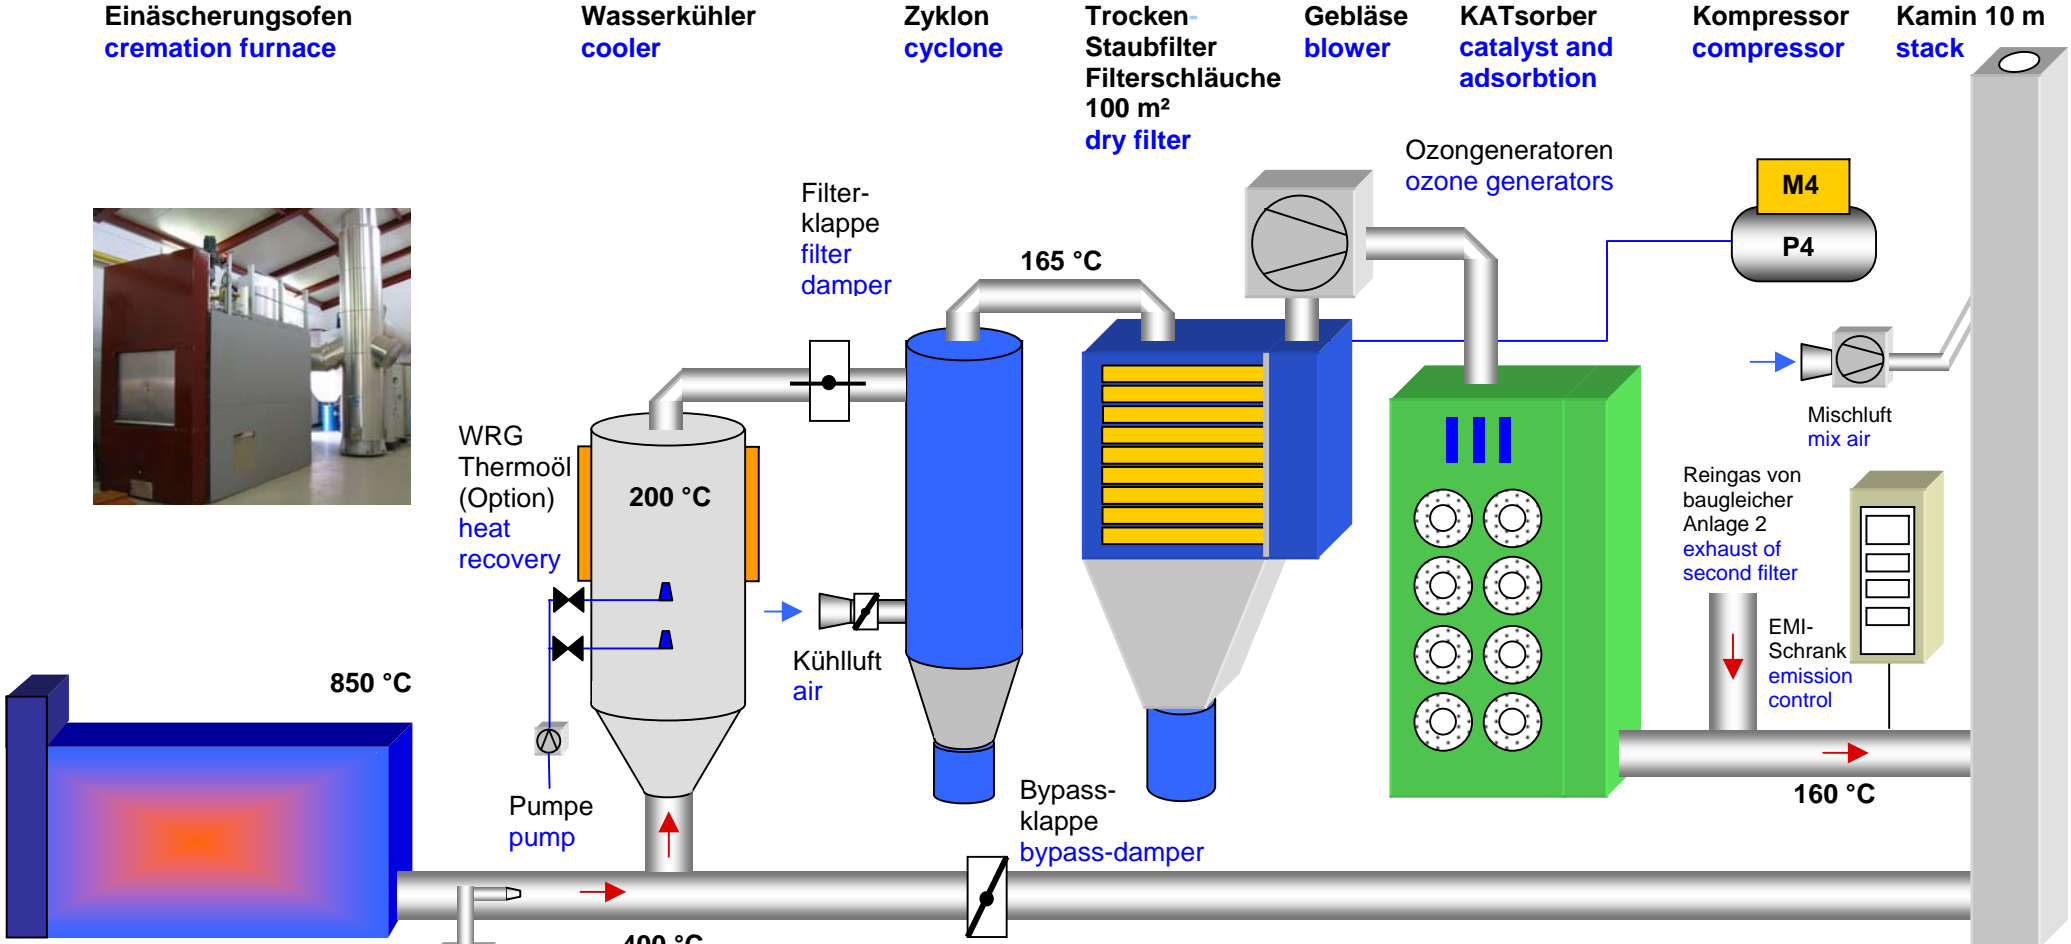 Einäscherungsofen
cremation furnace
Wasserkühler
cooler
Zyklon
cyclone
Trocken-
Staubfilter
Filterschläuche
100 m²
dry filter
Gebläse
blower
KATsorber
catalyst and
adsorbtion
Kompressor
compressor
Kamin 10 m
stack
Ozongeneratoren
ozone generators
M4
P4
Filter-
klappe
filter
damper
165 °C
Mischluft
mix air
WRG
Thermoöl
(Option)
heat
recovery
200 °C
Reingas von
baugleicher
Anlage 2
exhaust of
second filter
EMI-
Schrank
emission
control
Kühlluft
air
850 °C
Pumpe
pump
Bypass-
klappe
bypass-damper
160 °C
400 °C